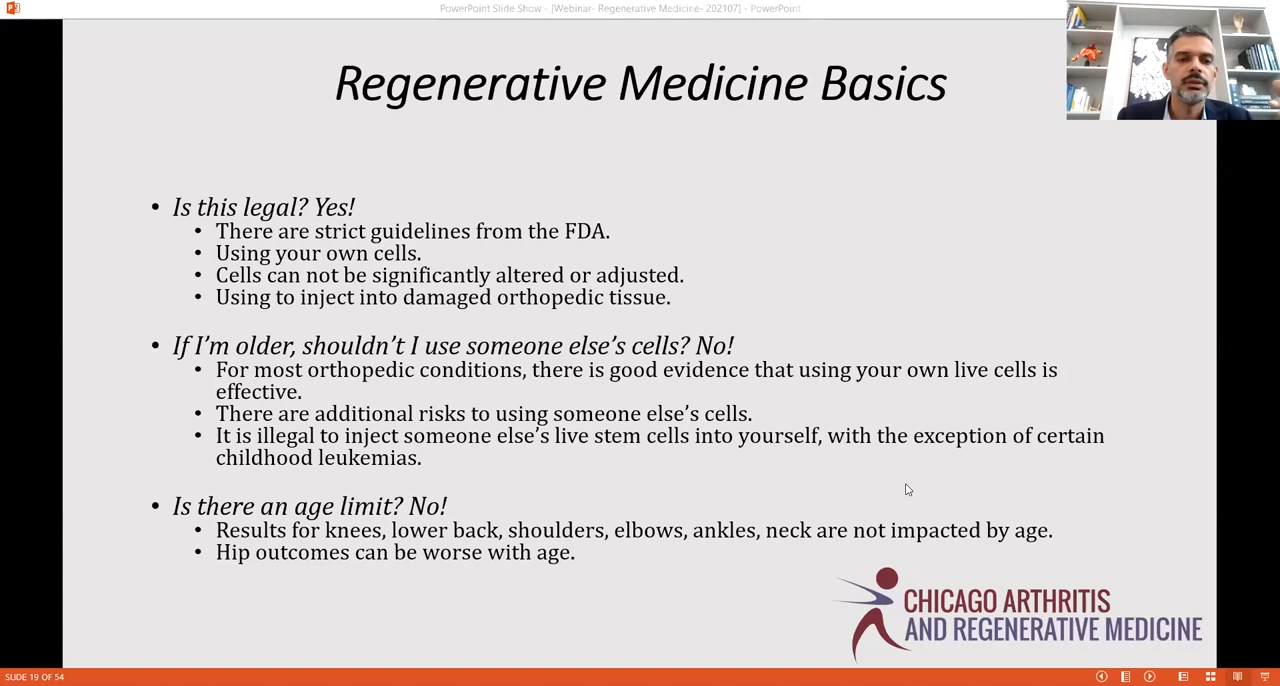 PowerPoint Slide Show - [Webinar- Regenerative Medicine- 202107] - PowerPoint
Regenerative Medicine Basics
• Is this legal? Yes!
• There are strict guidelines from the FDA.
• Using your own cells.
• Cells can not be significantly altered or adjusted.
• Using to inject into damaged orthopedic tissue.
• If I'm older, shouldn't I use someone else's cells? No!
• For most orthopedic conditions, there is good evidence that using your own live cells is
effective.
• There are additional risks to using someone else's cells.
• It is illegal to inject someone else's live stem cells into yourself, with the exception of certain
childhood leukemias.
• Is there an age limit? No!
• Results for knees, lower back, shoulders, elbows, ankles, neck are not impacted by age.
• Hip outcomes can be worse with age.
CHICAGO ARTHRITIS
AND REGENERATIVE MEDICINE
SLIDE 19 OF 54